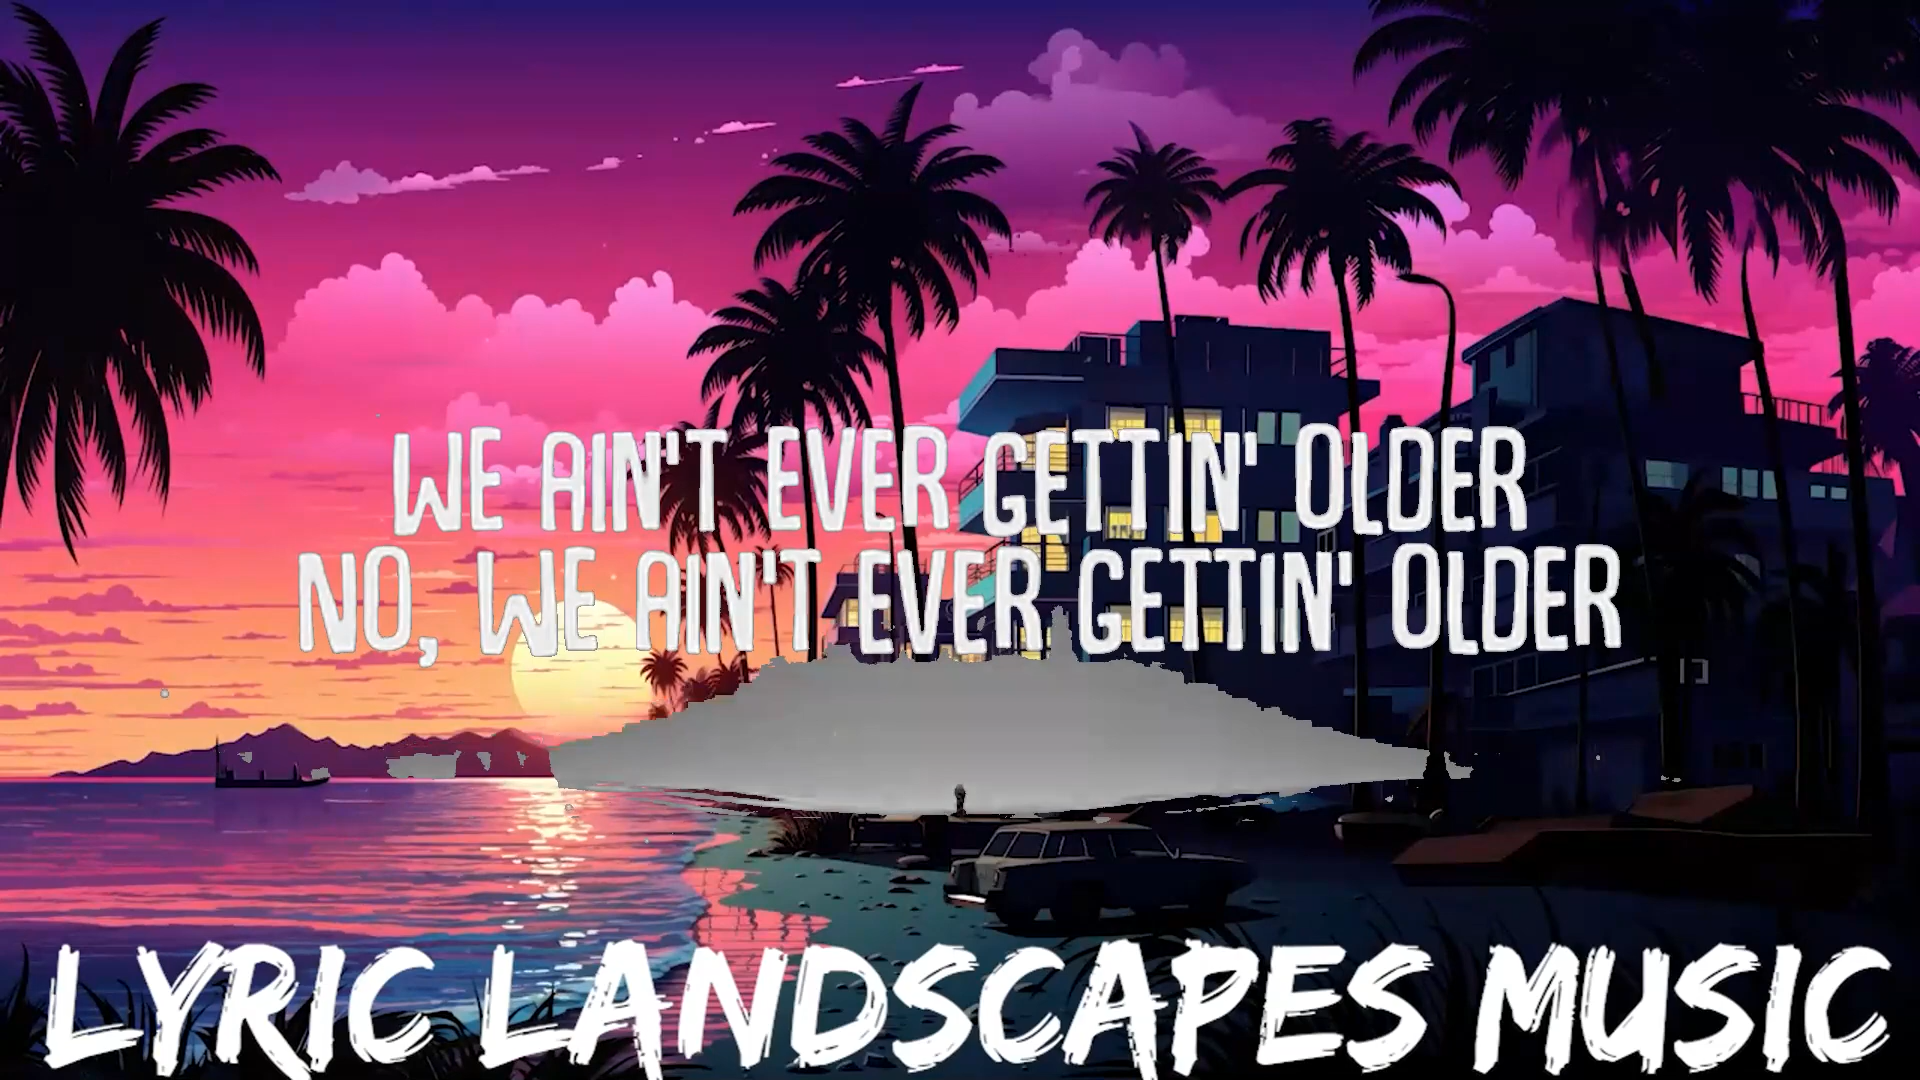 WE AIN'T EVER GETTIN' OLDER
NO, WE AIN'T EVER GETTIN' OLDER
LYRIC LANDSCAPES MUSIC